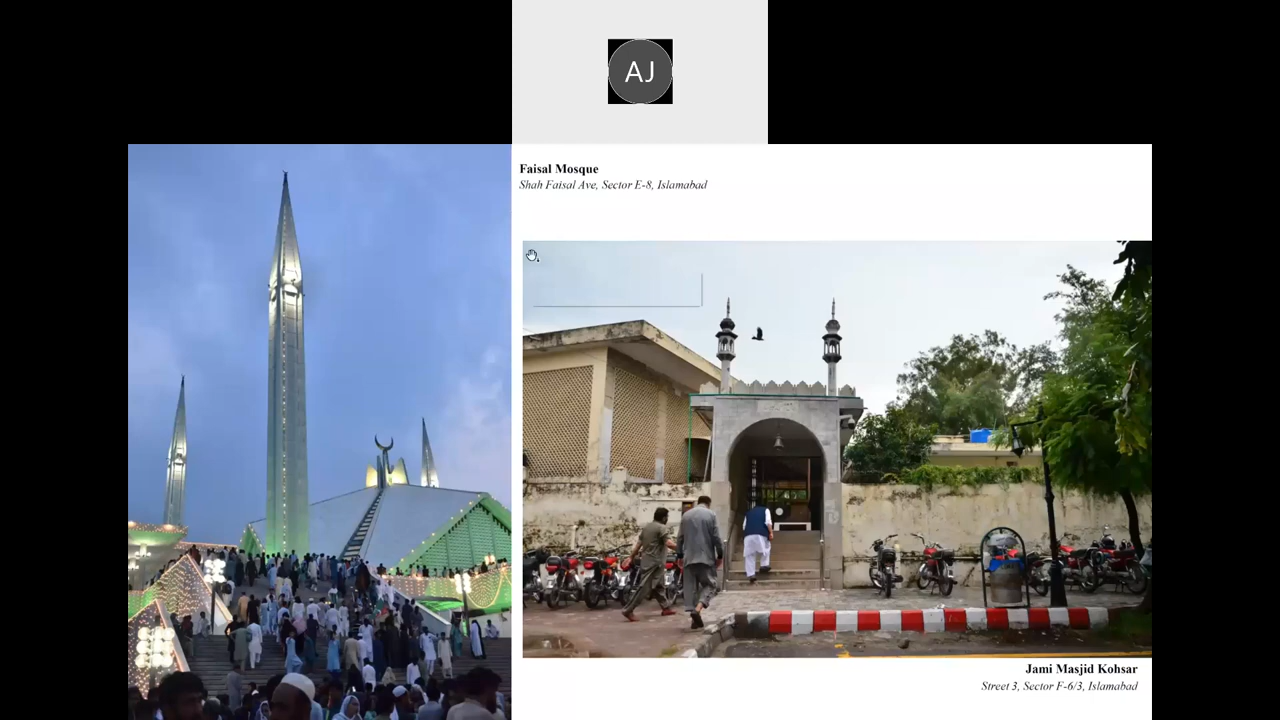 AJ
Faisal Mosque
Shah Faisal Ave, Sector E-8, Islamabad
Jami Masjid Kohsar
Street 3, Sector F-6/3, Islamabad